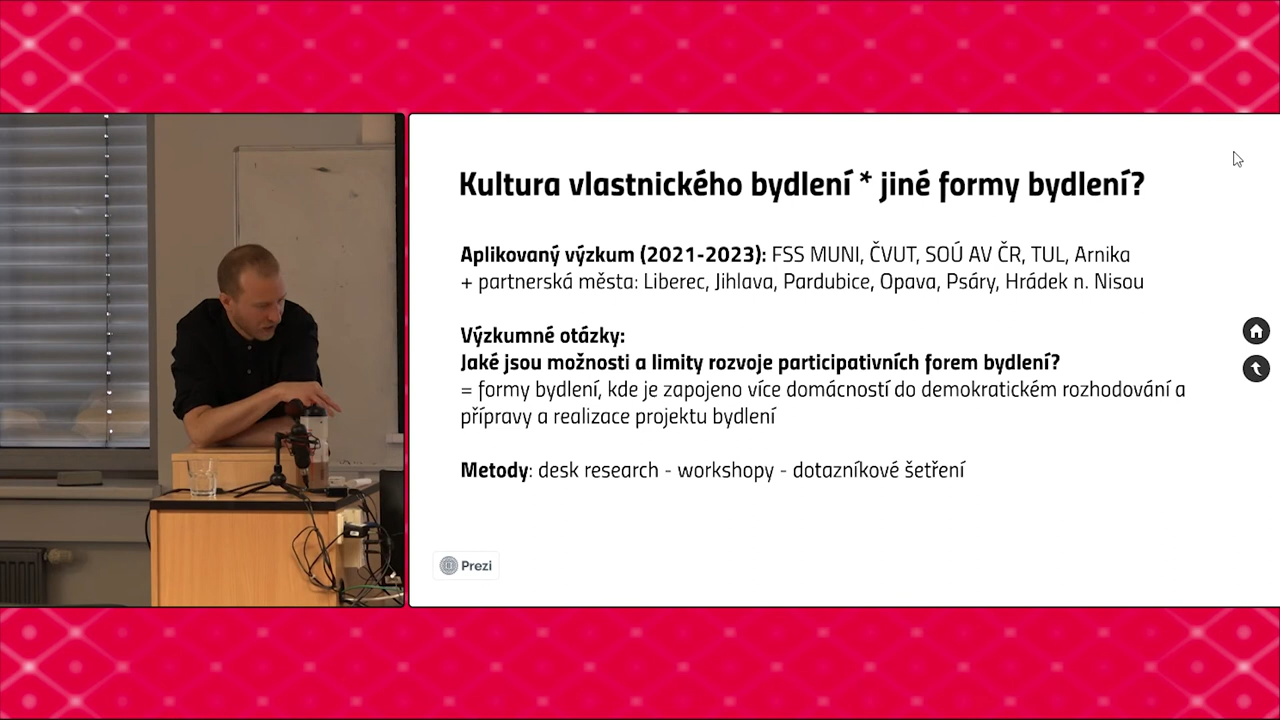 Kultura vlastnického bydlení * jiné formy bydlení?
Aplikovaný výzkum (2021-2023): FSS MUNI, ČVUT, SOÚ AV ČR, TUL, Arnika
+ partnerská města: Liberec, Jihlava, Pardubice, Opava, Psáry, Hrádek n. Nisou
Výzkumné otázky:
Jaké jsou možnosti a limity rozvoje participativních forem bydlení?
= formy bydlení, kde je zapojeno více domácností do demokratickém rozhodování a
přípravy a realizace projektu bydlení
Metody: desk research - workshopy - dotazníkové šetření
Prezi